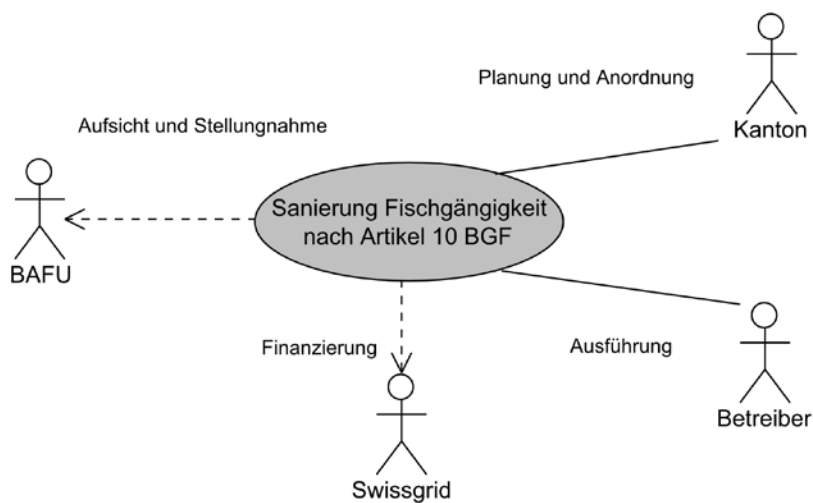 Planung und Anordnung
Kanton
Aufsicht und Stellungnahme
BAFU
Sanierung Fischgängigkeit
nach Artikel 10 BGF
Finanzierung
Ausführung
Betreiber
Swissgrid